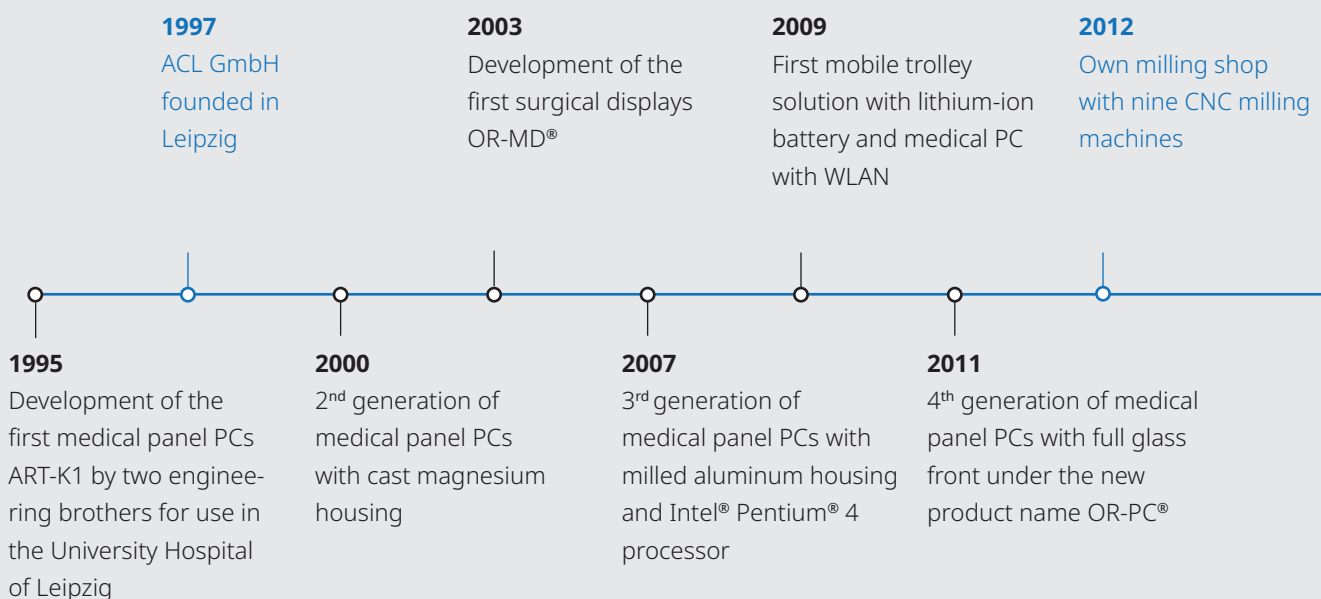 1997
ACL GmbH
founded in
Leipzig
2003
Development of the
first surgical displays
OR-MD®
2009
First mobile trolley
solution with lithium-ion
battery and medical PC
with WLAN
2012
Own milling shop
with nine CNC milling
machines
1995
Development of the
first medical panel PCs
ART-K1 by two enginee-
ring brothers for use in
the University Hospital
of Leipzig
2000
2nd generation of
medical panel PCs
with cast magnesium
housing
2007
3rd generation of
medical panel PCs with
milled aluminum housing
and Intel® Pentium® 4
processor
2011
4th generation of medical
panel PCs with full glass
front under the new
product name OR-PC®